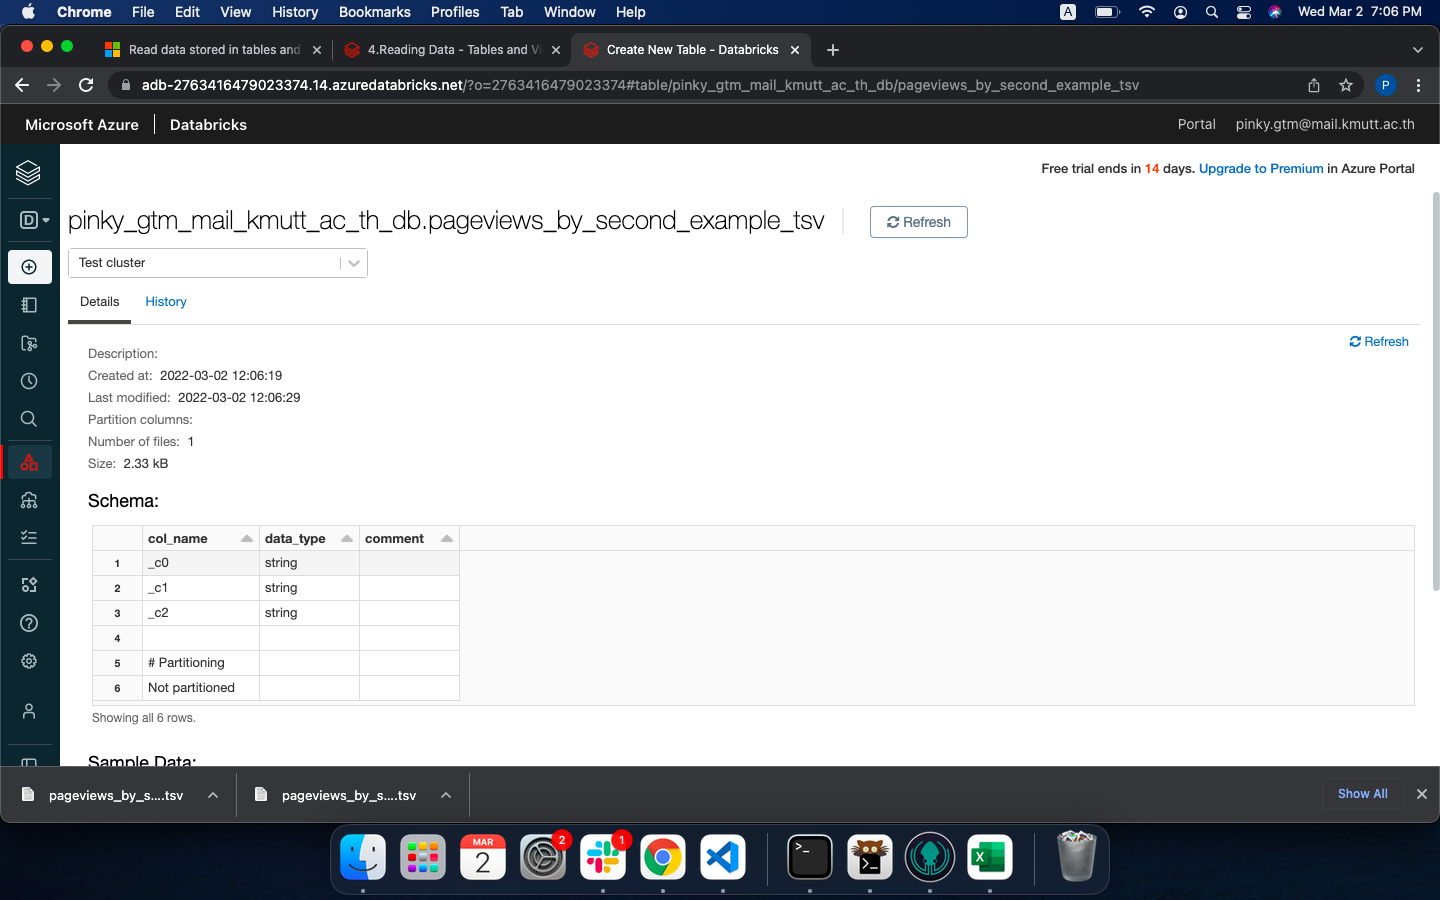 Chrome File Edit View History Bookmarks Profiles Tab Window Help A Wed Mar 2 7:06 PM
Read data stored in tables and 4.Reading Data - Tables and Vi Create New Table - Databricks
adb-2763416479023374.14.azuredatabricks.net/?o=2763416479023374#table/pinky_gtm_mail_kmutt_ac_th_db/pageviews_by_second_example_tsv P
Microsoft Azure Databricks Portal pinky.gtm@mail.kmutt.ac.th
Free trial ends in 14 days. Upgrade to Premium in Azure Portal
D
pinky_gtm_mail_kmutt_ac_th_db.pageviews_by_second_example_tsv Refresh
Test cluster
Details History
Refresh
Description:
Created at: 2022-03-02 12:06:19
Last modified: 2022-03-02 12:06:29
Partition columns:
Number of files: 1
Size: 2.33 kB
Schema:
col_name data_type comment
1 _c0 string
2 _c1 string
3 _c2 string
4
5 # Partitioning
6 Not partitioned
Showing all 6 rows.
Sample Data:
pageviews_by_s....tsv pageviews_by_s....tsv Show All
MAR
2
2
1
>_
>_
X